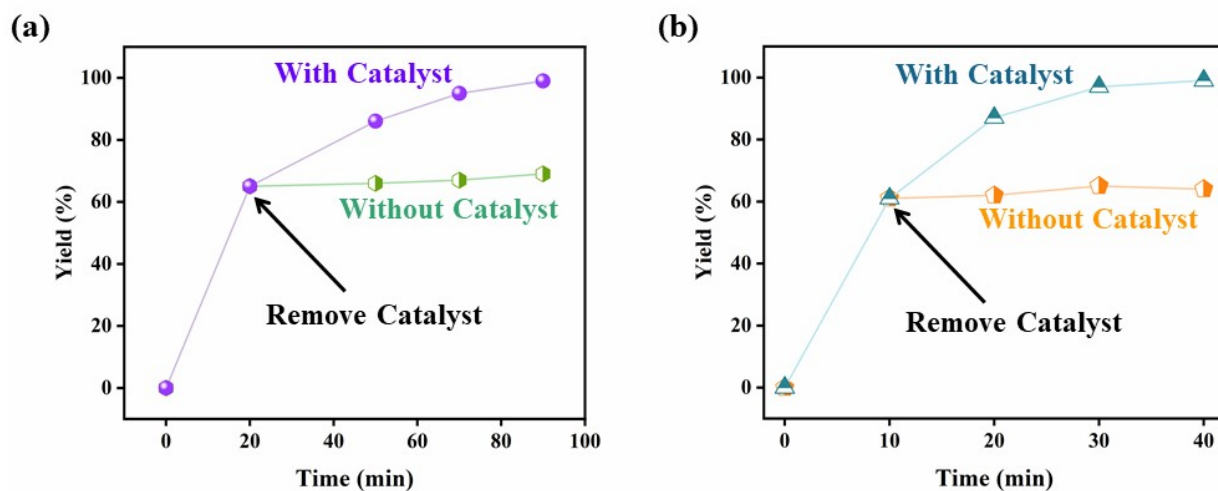 (a)
With Catalyst
Without Catalyst
Remove Catalyst
Yield (%)
100
80
60
40
20
0
0 20 40 60 80 100
Time (min)
(b)
With Catalyst
Without Catalyst
Remove Catalyst
Yield (%)
100
80
60
40
20
0
0 10 20 30 40
Time (min)